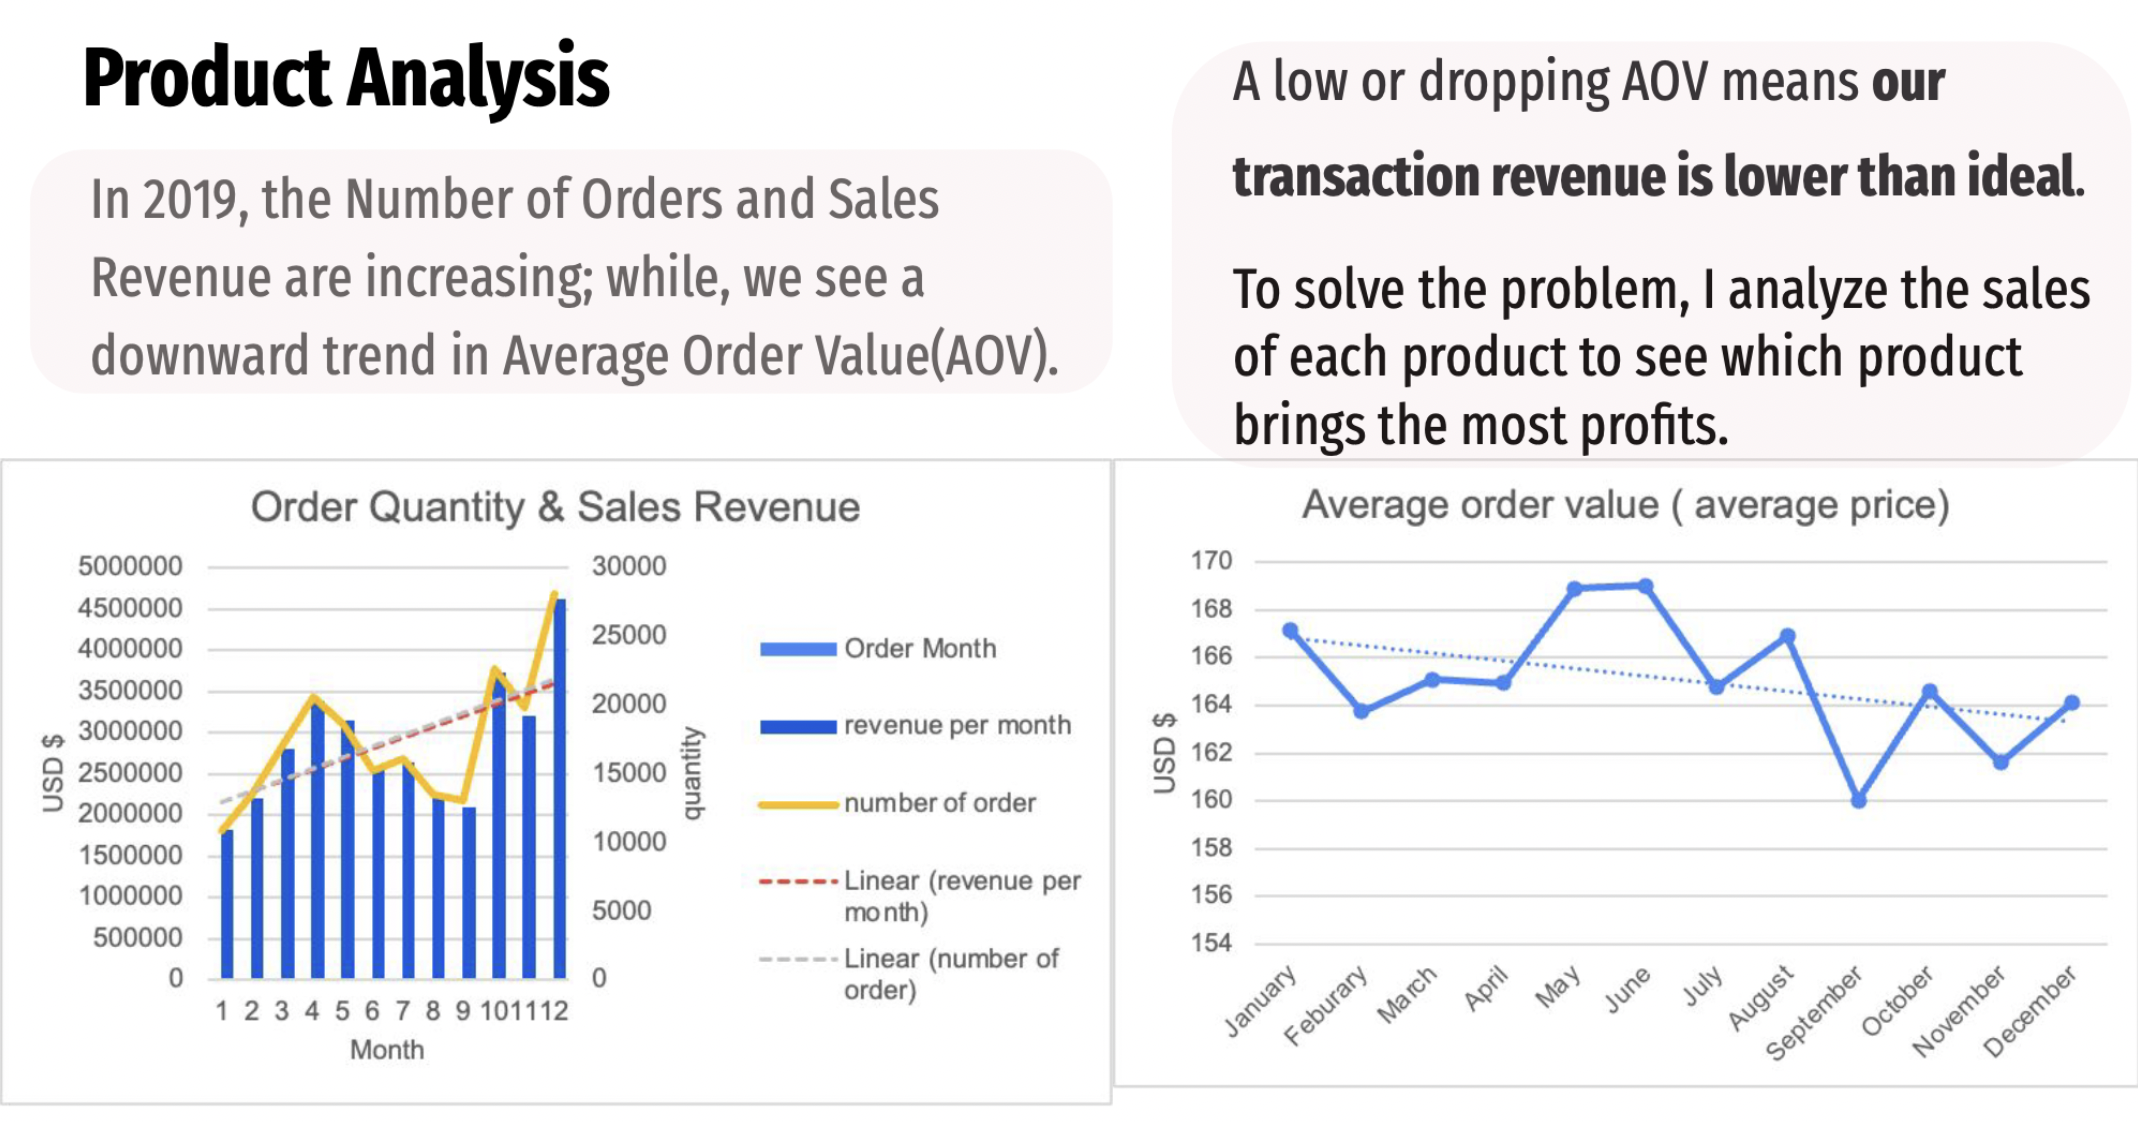 Product Analysis
In 2019, the Number of Orders and Sales
Revenue are increasing; while, we see a
downward trend in Average Order Value(AOV).
A low or dropping AOV means our
transaction revenue is lower than ideal.
To solve the problem, I analyze the sales
of each product to see which product
brings the most profits.
Order Quantity & Sales Revenue
5000000
4500000
4000000
3500000
3000000
2500000
2000000
1500000
1000000
500000
0
USD $
30000
25000
20000
15000
10000
5000
0
quantity
1 2 3 4 5 6 7 8 9 10 11 12
Month
Order Month
revenue per month
number of order
Linear (revenue per
month)
Linear (number of
order)
Average order value ( average price)
170
168
166
164
162
160
158
156
154
USD $
January
Feburary
March
April
May
June
July
August
September
October
November
December